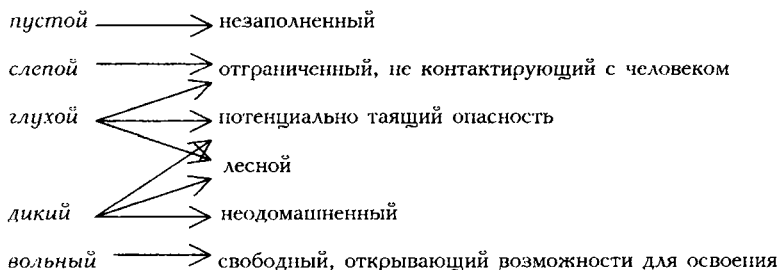 пустой незаполненный
слепой отграниченный, не контактирующий с человеком
глухой потенциально таящий опасность
лесной
дикий неодомашненный
вольный свободный, открывающий возможности для освоения